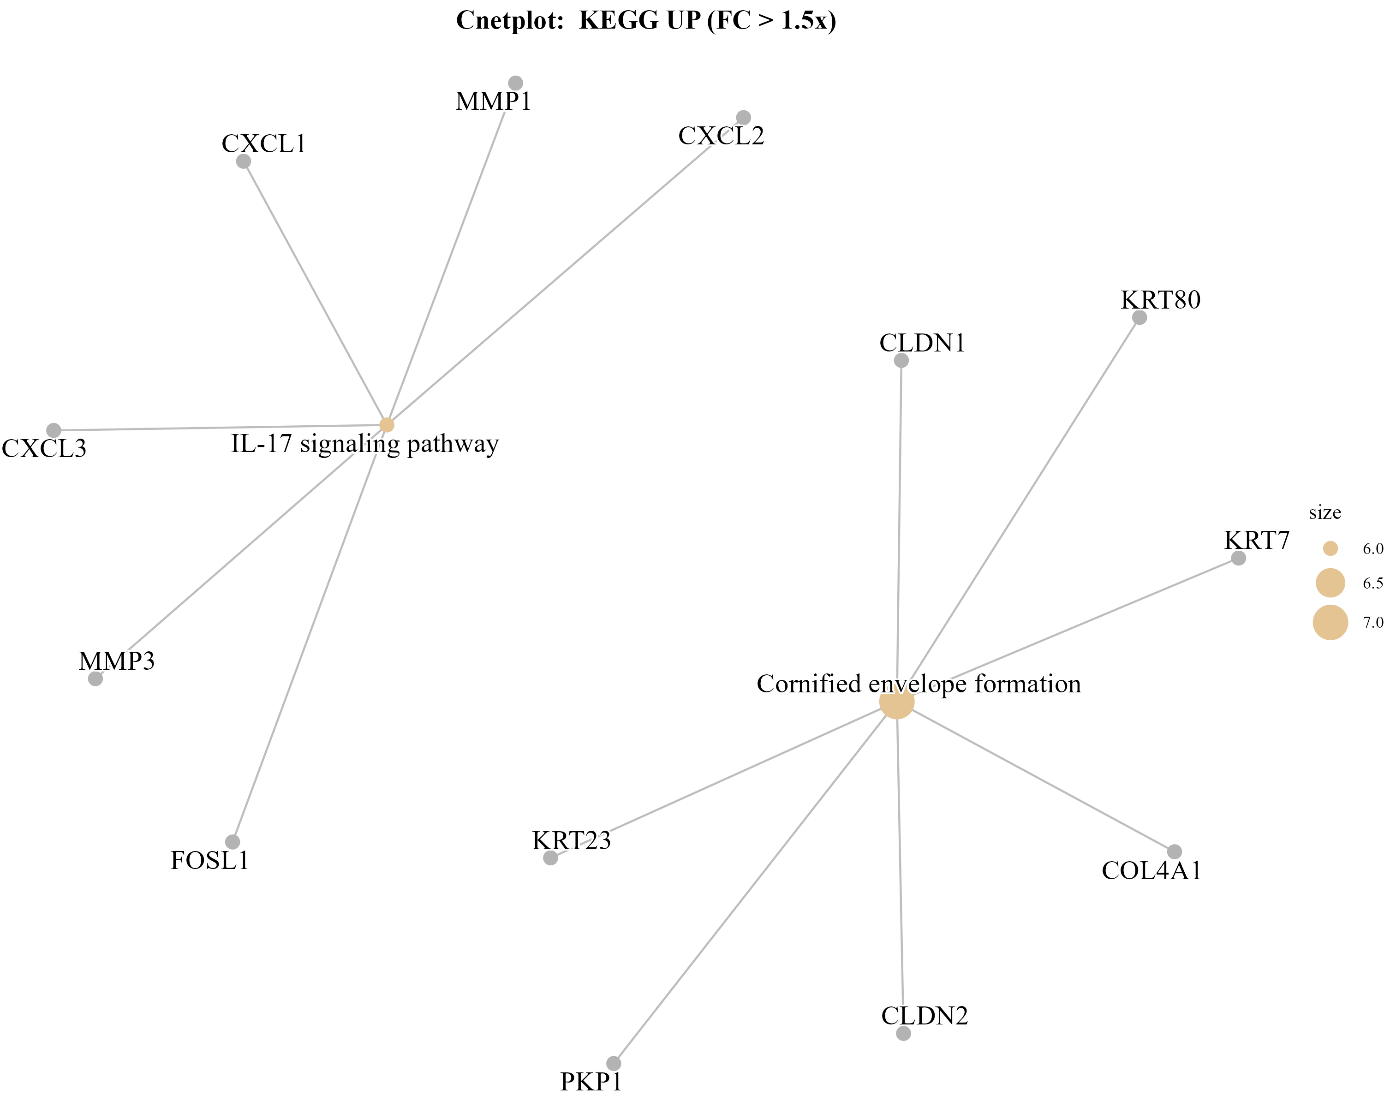 Cnetplot:  KEGG UP (FC > 1.5x)
MMP1
CXCL2
CXCL1
KRT80
CLDN1
IL-17 signaling pathway
CXCL3
size
KRT7
6.0
6.5
7.0
MMP3
Cornified envelope formation
KRT23
FOSL1
COL4A1
CLDN2
PKP1